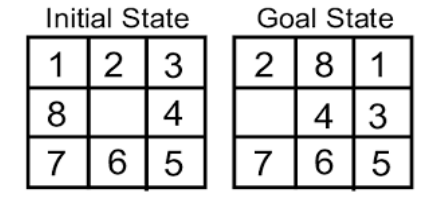 Initial State Goal State
1 2 3 2 8 1
8 4 4 3
7 6 5 7 6 5